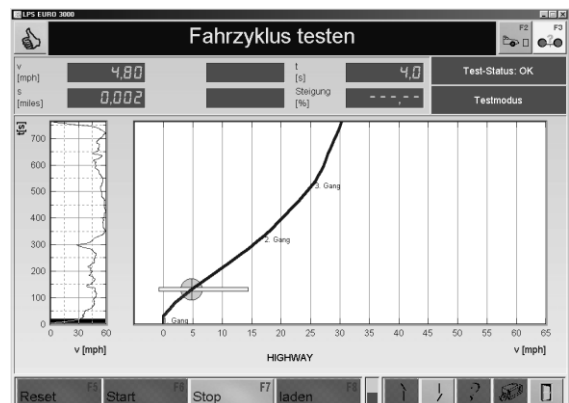 LPS EURO 3000
Fahrzyklus testen
F2
F3
v [mph]
4,80
t [s]
4,0
Test-Status: OK
s [miles]
0,002
Steigung [%]
---,--
Testmodus
t[s]
700
600
500
400
300
200
100
0
0 30 60
v [mph]
3. Gang
2. Gang
Gang
0 5 10 15 20 25 30 35 40 45 50 55 60 65
HIGHWAY
v [mph]
Reset F5
Start F6
Stop F7
laden F8